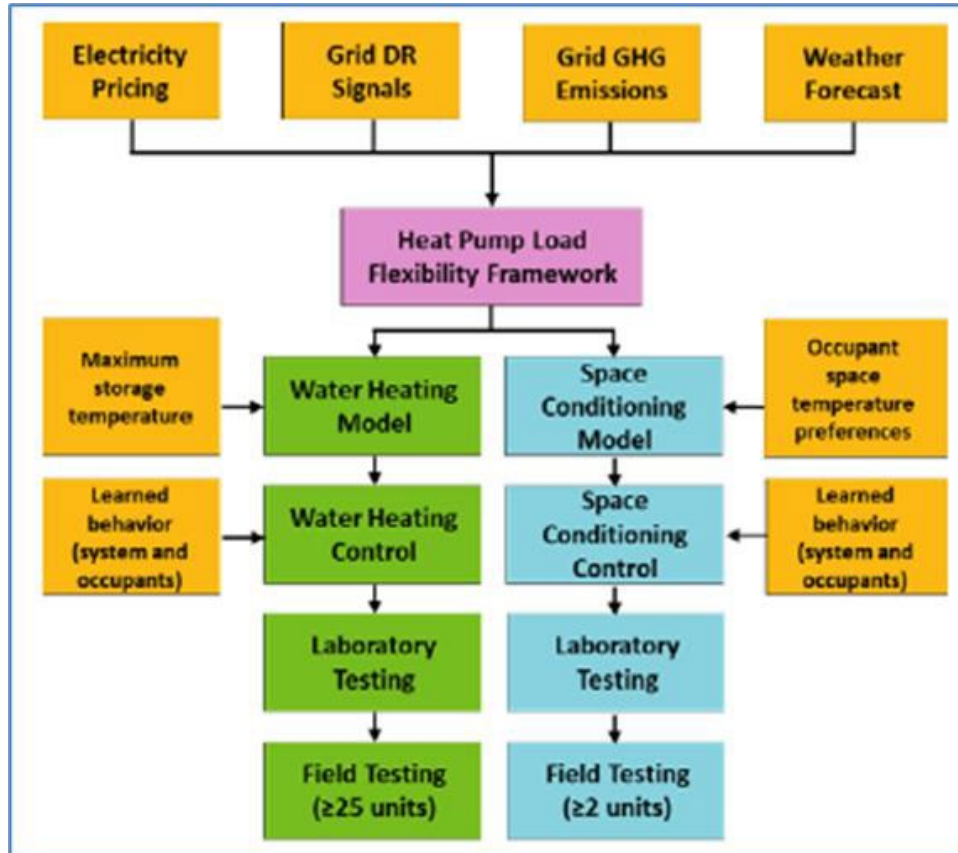 Electricity
Pricing
Grid DR
Signals
Grid GHG
Emissions
Weather
Forecast
Heat Pump Load
Flexibility Framework
Maximum
storage
temperature
Water Heating
Model
Space
Conditioning
Model
Occupant
space
temperature
preferences
Learned
behavior
(system and
occupants)
Water Heating
Control
Space
Conditioning
Control
Learned
behavior
(system and
occupants)
Laboratory
Testing
Laboratory
Testing
Field Testing
(≥25 units)
Field Testing
(≥2 units)